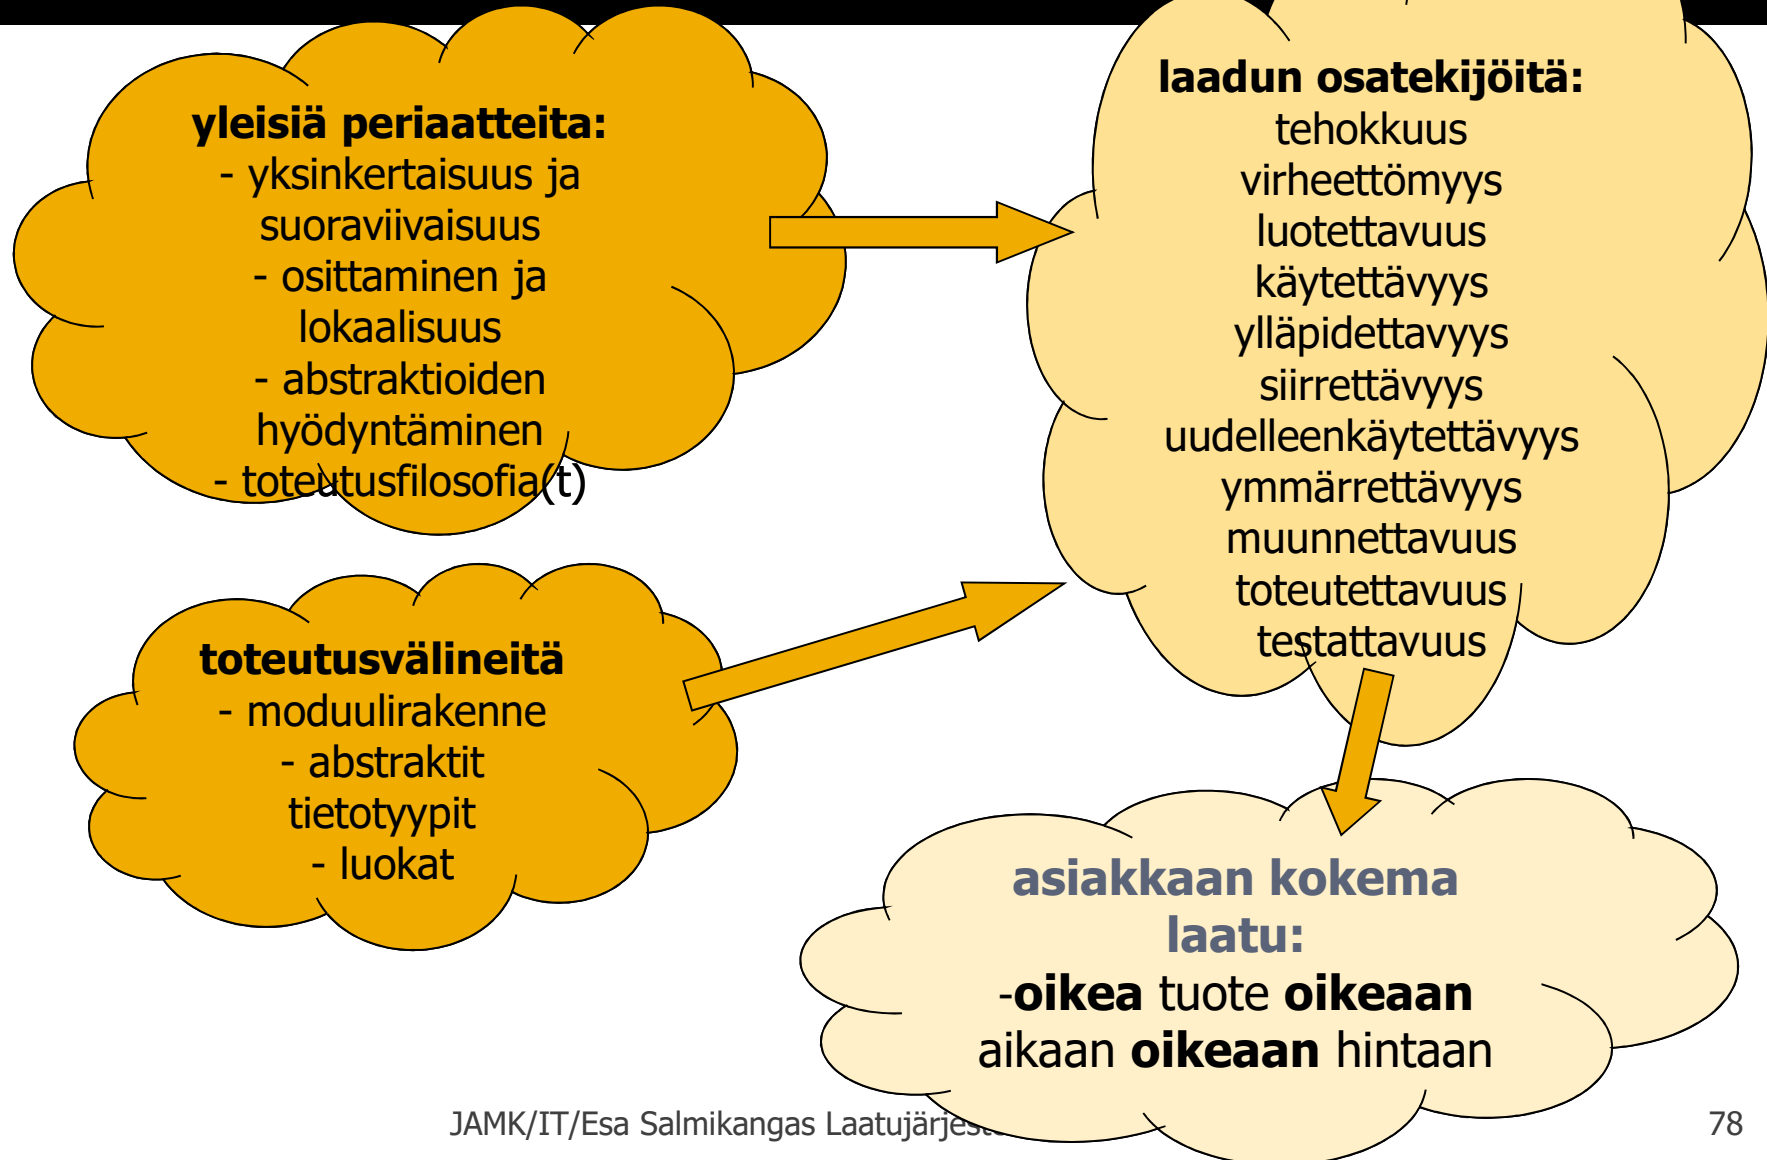 yleisiä periaatteita:
- yksinkertaisuus ja
suoraviivaisuus
- osittaminen ja
lokaalisuus
- abstraktioiden
hyödyntäminen
- toteutusfilosofia(t)
toteutusvälineitä
- moduulirakenne
- abstraktit
tietotyypit
- luokat
laadun osatekijöitä:
tehokkuus
virheettömyys
luotettavuus
käytettävyys
ylläpidettavyys
siirrettävyys
uudelleenkäytettävyys
ymmärrettävyys
muunnettavuus
toteutettavuus
testattavuus
asiakkaan kokema
laatu:
-oikea tuote oikeaan
aikaan oikeaan hintaan
JAMK/IT/Esa Salmikangas
78